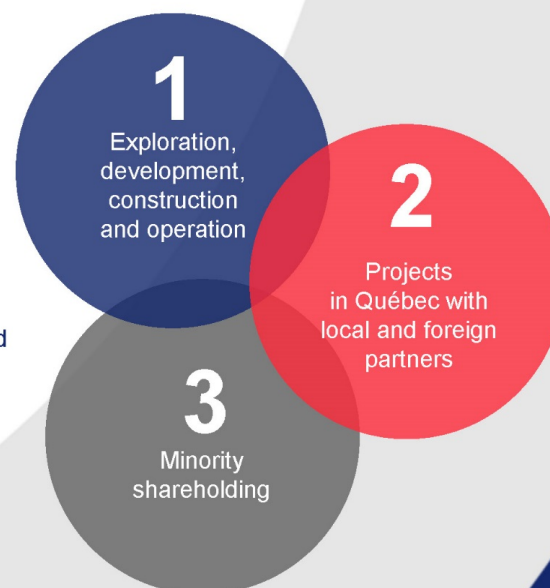 1
Exploration,
development,
construction
and operation
2
Projects
in Québec with
local and foreign
partners
d
3
Minority
shareholding